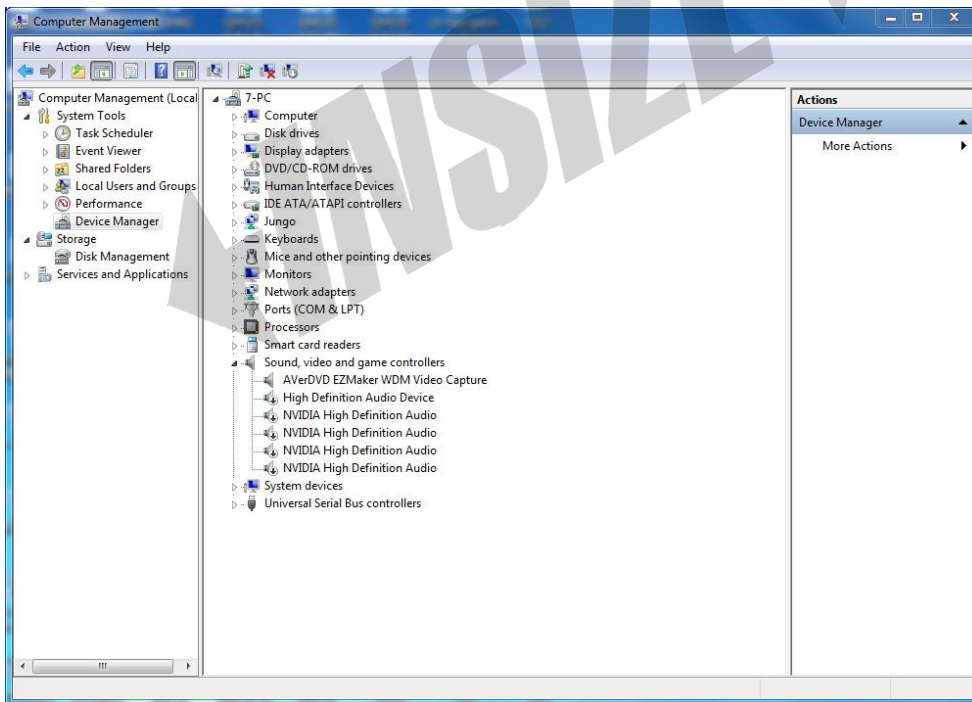 Computer Management
File Action View Help
Computer Management (Local
System Tools
Task Scheduler
Event Viewer
Shared Folders
Local Users and Groups
Performance
Device Manager
Storage
Disk Management
Services and Applications
7-PC
Computer
Disk drives
Display adapters
DVD/CD-ROM drives
Human Interface Devices
IDE ATA/ATAPI controllers
Jungo
Keyboards
Mice and other pointing devices
Monitors
Network adapters
Ports (COM & LPT)
Processors
Smart card readers
Sound, video and game controllers
AVerDVD EZMaker WDM Video Capture
High Definition Audio Device
NVIDIA High Definition Audio
NVIDIA High Definition Audio
NVIDIA High Definition Audio
NVIDIA High Definition Audio
System devices
Universal Serial Bus controllers
Actions
Device Manager
More Actions